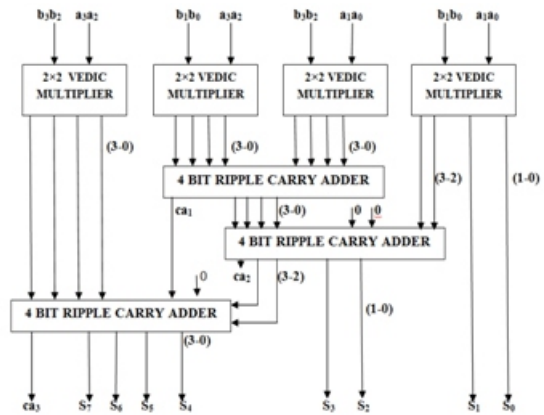 b₃b₂ a₃a₂ b₁b₀ a₃a₂ b₃b₂ a₁a₀ b₁b₀ a₁a₀
2×2 VEDIC MULTIPLIER
2×2 VEDIC MULTIPLIER
2×2 VEDIC MULTIPLIER
2×2 VEDIC MULTIPLIER
(3-0) (3-0) (3-0) (3-2) (1-0)
4 BIT RIPPLE CARRY ADDER
ca₁ (3-0) 0 0
4 BIT RIPPLE CARRY ADDER
ca₂ (3-2) 0
4 BIT RIPPLE CARRY ADDER
(1-0)
(3-0)
ca₃ S₇ S₆ S₅ S₄ S₃ S₂ S₁ S₀